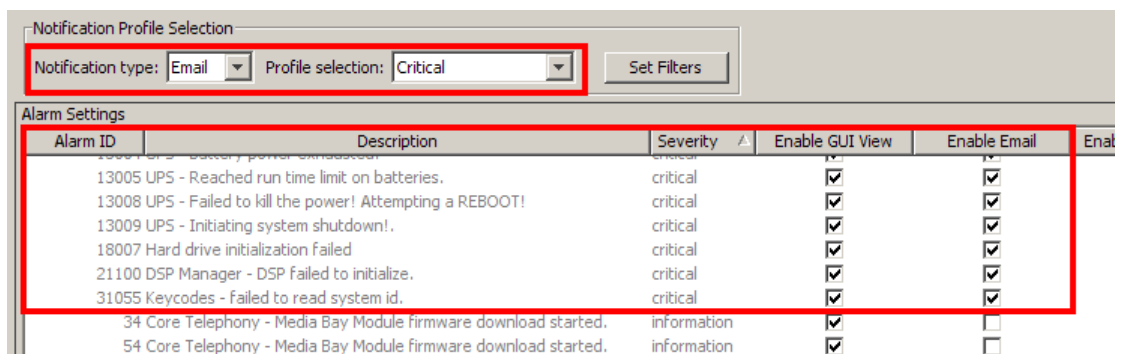 Notification Profile Selection
Notification type: Email Profile selection: Critical Set Filters
Alarm Settings
Alarm ID Description Severity Enable GUI View Enable Email Enab
13005 UPS - Reached run time limit on batteries. critical
13008 UPS - Failed to kill the power! Attempting a REBOOT! critical
13009 UPS - Initiating system shutdown!. critical
18007 Hard drive initialization failed critical
21100 DSP Manager - DSP failed to initialize. critical
31055 Keycodes - failed to read system id. critical
34 Core Telephony - Media Bay Module firmware download started. information
54 Core Telephony - Media Bay Module firmware download started. information